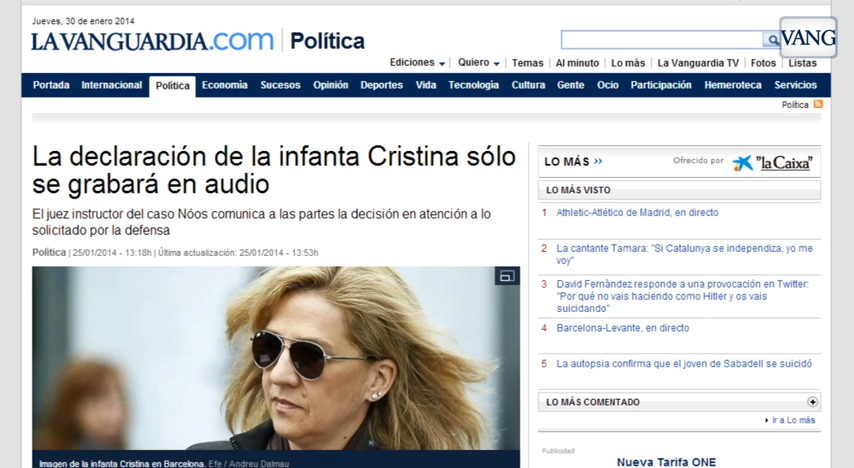 Jueves, 30 de enero 2014
LAVANGUARDIA.com | Política
VANG
Ediciones | Quiero | Temas | Al minuto | Lo más | La Vanguardia TV | Fotos | Listas
Portada Internacional Política Economía Sucesos Opinión Deportes Vida Tecnología Cultura Gente Ocio Participación Hemeroteca Servicios
Política
La declaración de la infanta Cristina sólo
se grabará en audio
El juez instructor del caso Nóos comunica a las partes la decisión en atención a lo
solicitado por la defensa
Política | 25/01/2014 - 13:18h | Última actualización: 25/01/2014 - 13:53h
Imagen de la infanta Cristina en Barcelona. Efe / Andreu Dalmau
LO MÁS »
Ofrecido por "la Caixa"
LO MÁS VISTO
1 Athletic-Atlético de Madrid, en directo
2 La cantante Tamara: "Si Catalunya se independiza, yo me
voy"
3 David Fernàndez responde a una provocación en Twitter:
"Por qué no vais haciendo como Hitler y os vais
suicidando"
4 Barcelona-Levante, en directo
5 La autopsia confirma que el joven de Sabadell se suicidó
LO MÁS COMENTADO
Ir a Lo más
Publicidad
Nueva Tarifa ONE